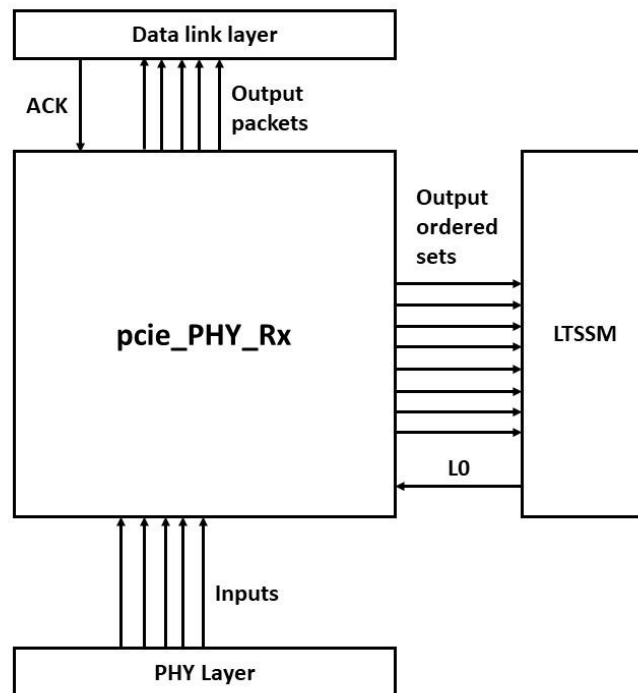 Data link layer
ACK
Output
packets
Output
ordered
sets
pcie_PHY_Rx
LTSSM
L0
Inputs
PHY Layer